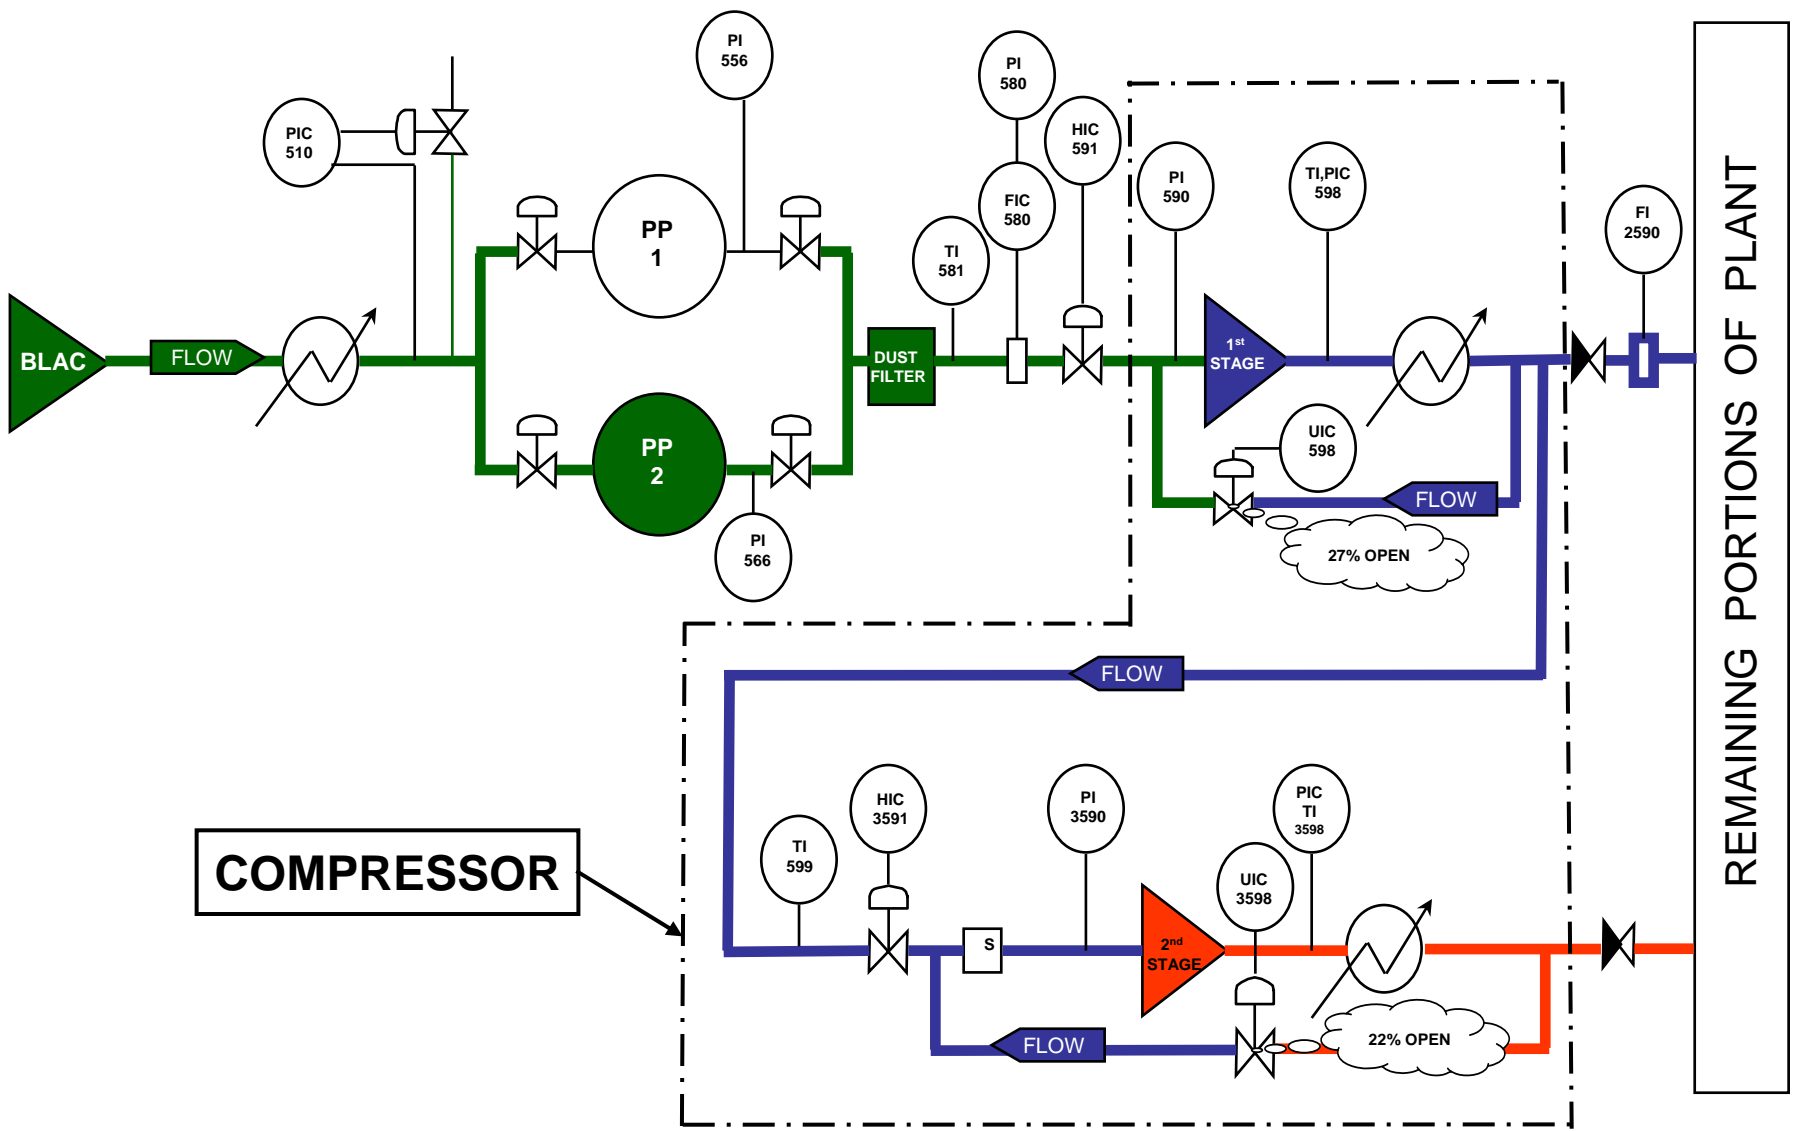 PI
556
PIC
510
PI
580
HIC
591
FIC
580
TI
581
PI
590
TI,PIC
598
FI
2590
PP
1
BLAC
FLOW
DUST
FILTER
1st
STAGE
UIC
598
PP
2
FLOW
PI
566
27% OPEN
FLOW
REMAINING PORTIONS OF PLANT
COMPRESSOR
TI
599
HIC
3591
PI
3590
PIC
TI
3598
UIC
3598
S
2nd
STAGE
FLOW
22% OPEN